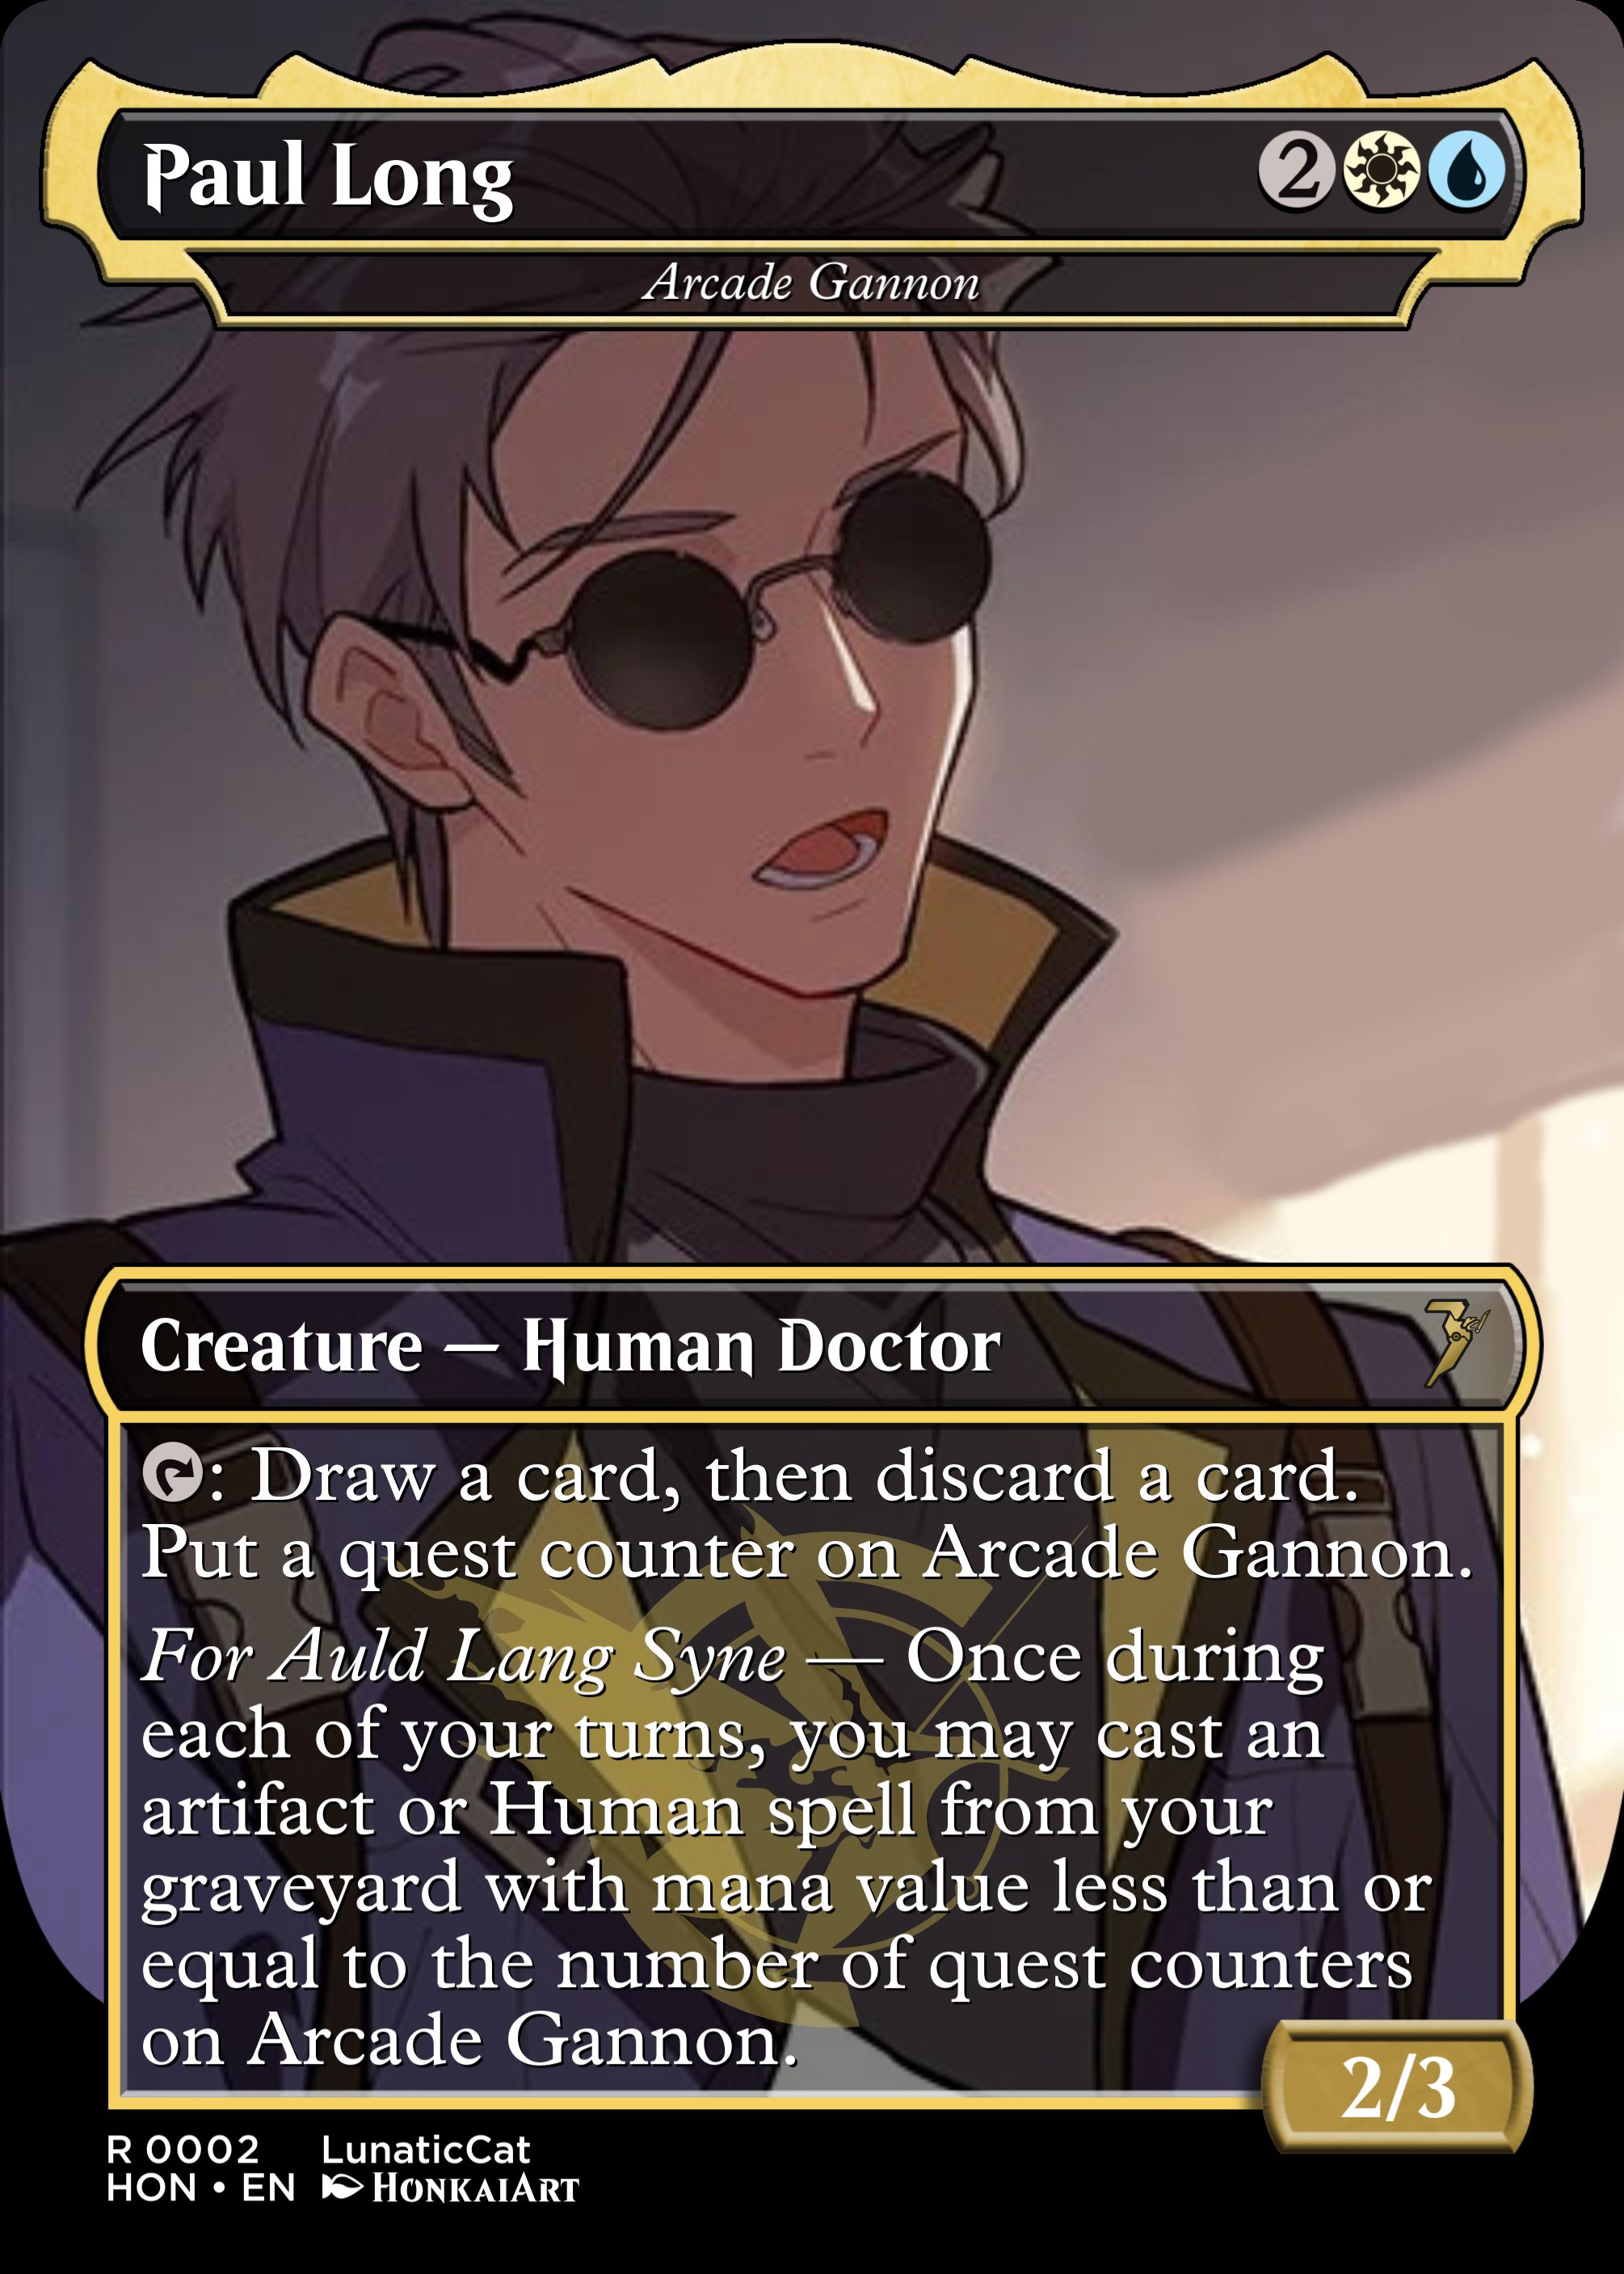 Paul Long 2
Arcade Gannon
Creature — Human Doctor
: Draw a card, then discard a card.
Put a quest counter on Arcade Gannon.
For Auld Lang Syne — Once during
each of your turns, you may cast an
artifact or Human spell from your
graveyard with mana value less than or
equal to the number of quest counters
on Arcade Gannon.
2/3
R 0002 LunaticCat
HON • EN HONKAIART